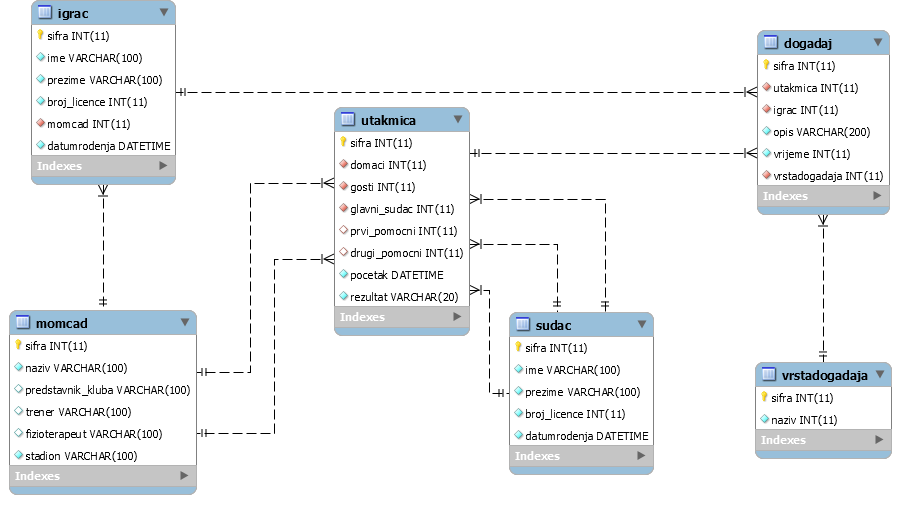 igrac
sifra INT(11)
ime VARCHAR(100)
prezime VARCHAR(100)
broj_licence INT(11)
momcad INT(11)
datumrodenja DATETIME
Indexes
momcad
sifra INT(11)
naziv VARCHAR(100)
predstavnik_kluba VARCHAR(100)
trener VARCHAR(100)
fizioterapeut VARCHAR(100)
stadion VARCHAR(100)
Indexes
utakmica
sifra INT(11)
domaci INT(11)
gosti INT(11)
glavni_sudac INT(11)
prvi_pomocni INT(11)
drugi_pomocni INT(11)
pocetak DATETIME
rezultat VARCHAR(20)
Indexes
sudac
sifra INT(11)
ime VARCHAR(100)
prezime VARCHAR(100)
broj_licence INT(11)
datumrodenja DATETIME
Indexes
dogadaj
sifra INT(11)
utakmica INT(11)
igrac INT(11)
opis VARCHAR(200)
vrijeme INT(11)
vrstadogadaja INT(11)
Indexes
vrstadogadaja
sifra INT(11)
naziv INT(11)
Indexes